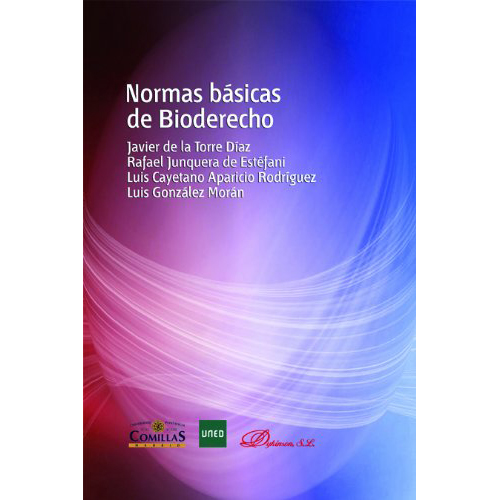 Normas básicas
de Bioderecho
Javier de la Torre Díaz
Rafael Junquera de Estéfani
Luis Cayetano Aparicio Rodríguez
Luis González Morán
COMILLAS
MADRID
UNED
Dykinson, S.L.